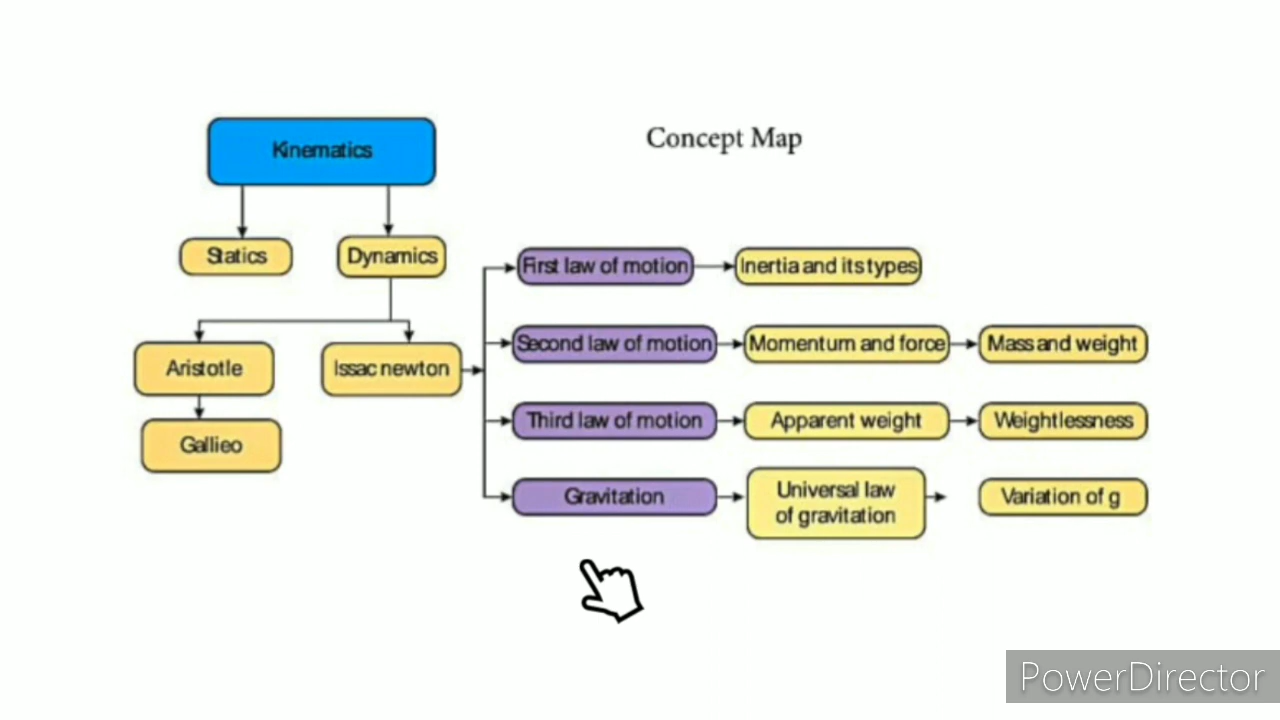 Concept Map
Kinematics
Statics
Dynamics
Aristotle
Issac newton
Gallieo
First law of motion
Inertia and its types
Second law of motion
Momentum and force
Mass and weight
Third law of motion
Apparent weight
Weightlessness
Gravitation
Universal law
of gravitation
Variation of g
PowerDirector